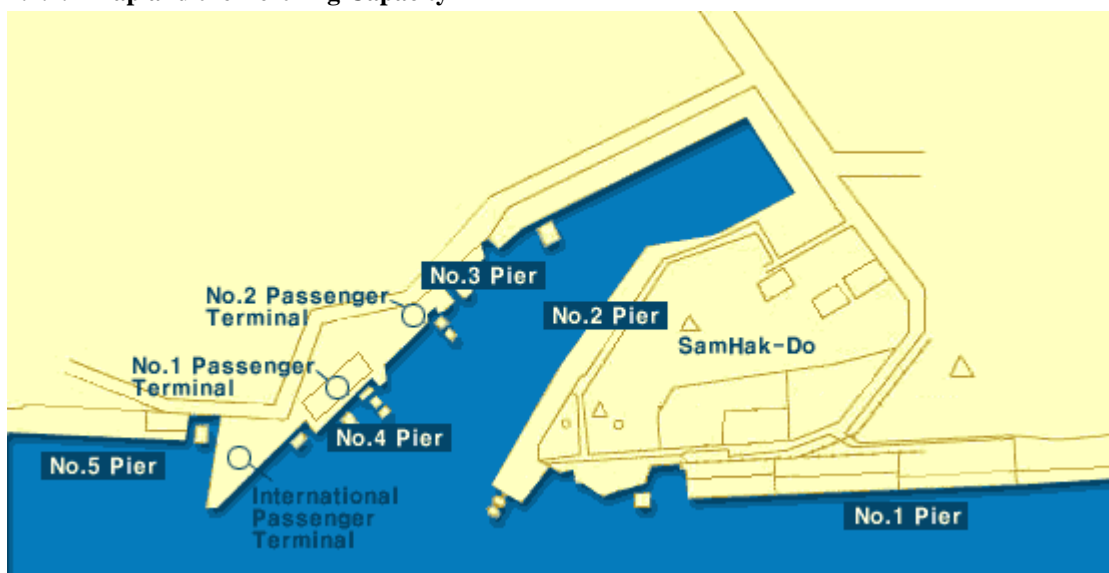 No.3 Pier
No.2 Passenger
Terminal
No.2 Pier
SamHak-Do
No.1 Passenger
Terminal
No.4 Pier
No.5 Pier
International
Passenger
Terminal
No.1 Pier